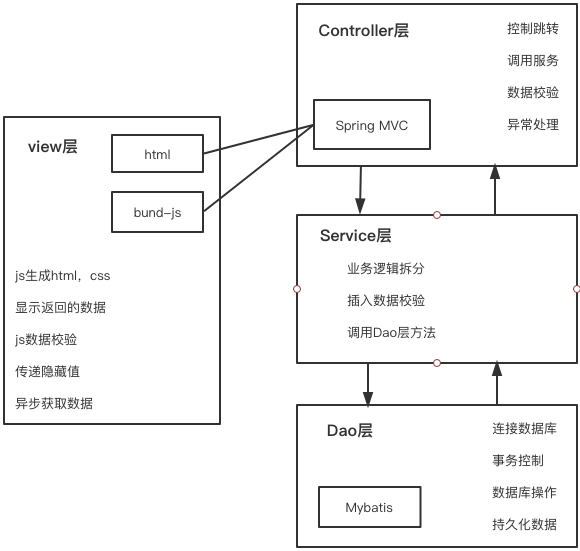 Controller层
控制跳转
调用服务
数据校验
异常处理
Spring MVC
view层
html
bund-js
js生成html，css
显示返回的数据
js数据校验
传递隐藏值
异步获取数据
Service层
业务逻辑拆分
插入数据校验
调用Dao层方法
Dao层
连接数据库
事务控制
数据库操作
持久化数据
Mybatis